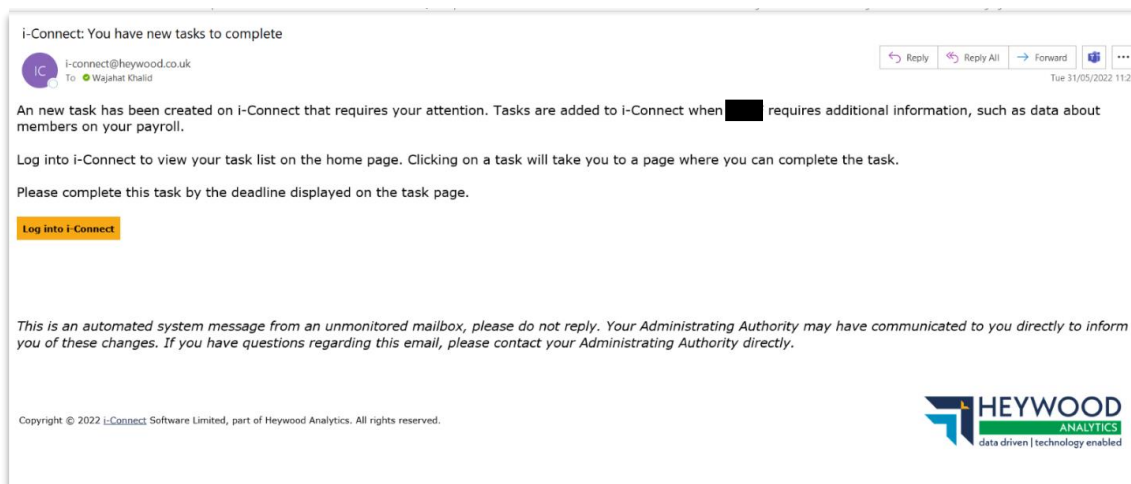 i-Connect: You have new tasks to complete
IC
i-connect@heywood.co.uk
To Wajahat Khalid
Reply
Reply All
Forward
Tue 31/05/2022 11:2
An new task has been created on i-Connect that requires your attention. Tasks are added to i-Connect when requires additional information, such as data about
members on your payroll.
Log into i-Connect to view your task list on the home page. Clicking on a task will take you to a page where you can complete the task.
Please complete this task by the deadline displayed on the task page.
Log into i-Connect
This is an automated system message from an unmonitored mailbox, please do not reply. Your Administrating Authority may have communicated to you directly to inform
you of these changes. If you have questions regarding this email, please contact your Administrating Authority directly.
Copyright © 2022 i-Connect Software Limited, part of Heywood Analytics. All rights reserved.
HEYWOOD
ANALYTICS
data driven | technology enabled